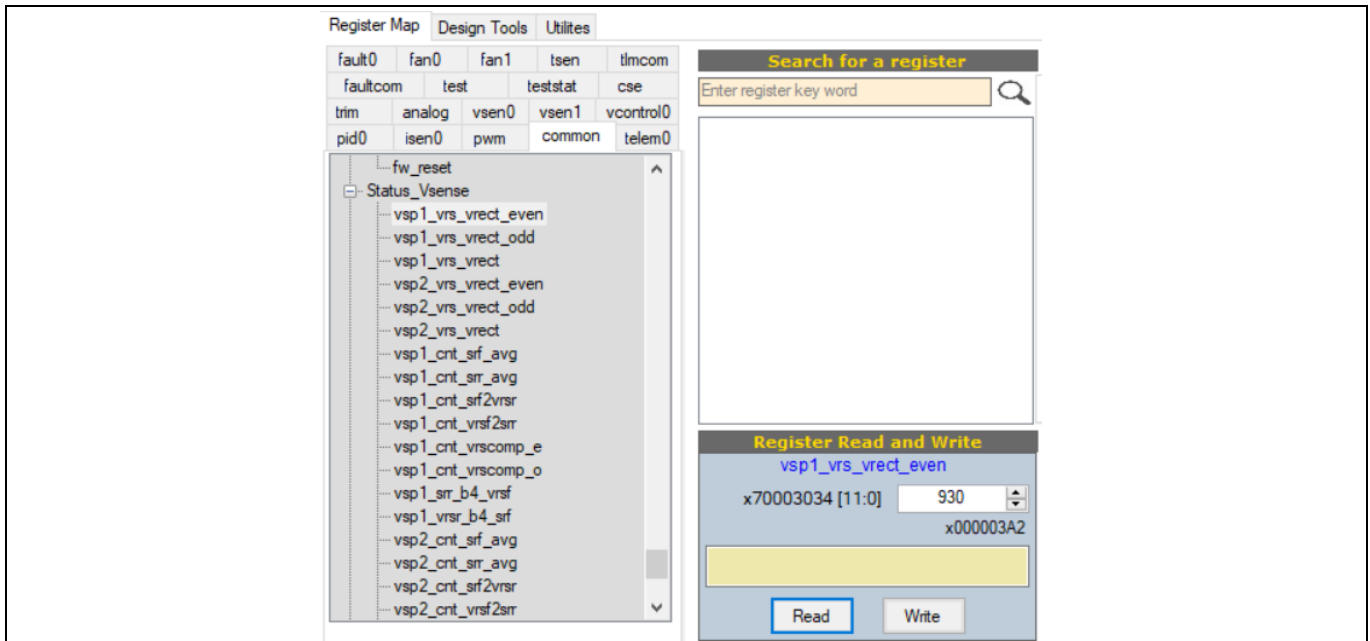 Register Map Design Tools Utilites
fault0 fan0 fan1 tsen tlmcom
faultcom test teststat cse
trim analog vsen0 vsen1 vcontrol0
pid0 isen0 pwm common telem0
fw_reset
Status_Vsense
vsp1_vrs_vrect_even
vsp1_vrs_vrect_odd
vsp1_vrs_vrect
vsp2_vrs_vrect_even
vsp2_vrs_vrect_odd
vsp2_vrs_vrect
vsp1_cnt_srf_avg
vsp1_cnt_srr_avg
vsp1_cnt_srf2vrsr
vsp1_cnt_vrsf2srr
vsp1_cnt_vrscomp_e
vsp1_cnt_vrscomp_o
vsp1_srr_b4_vrsf
vsp1_vrsr_b4_srf
vsp2_cnt_srf_avg
vsp2_cnt_srr_avg
vsp2_cnt_srf2vrsr
vsp2_cnt_vrsf2srr
Search for a register
Enter register key word
Register Read and Write
vsp1_vrs_vrect_even
x70003034 [11:0] 930
x000003A2
Read Write